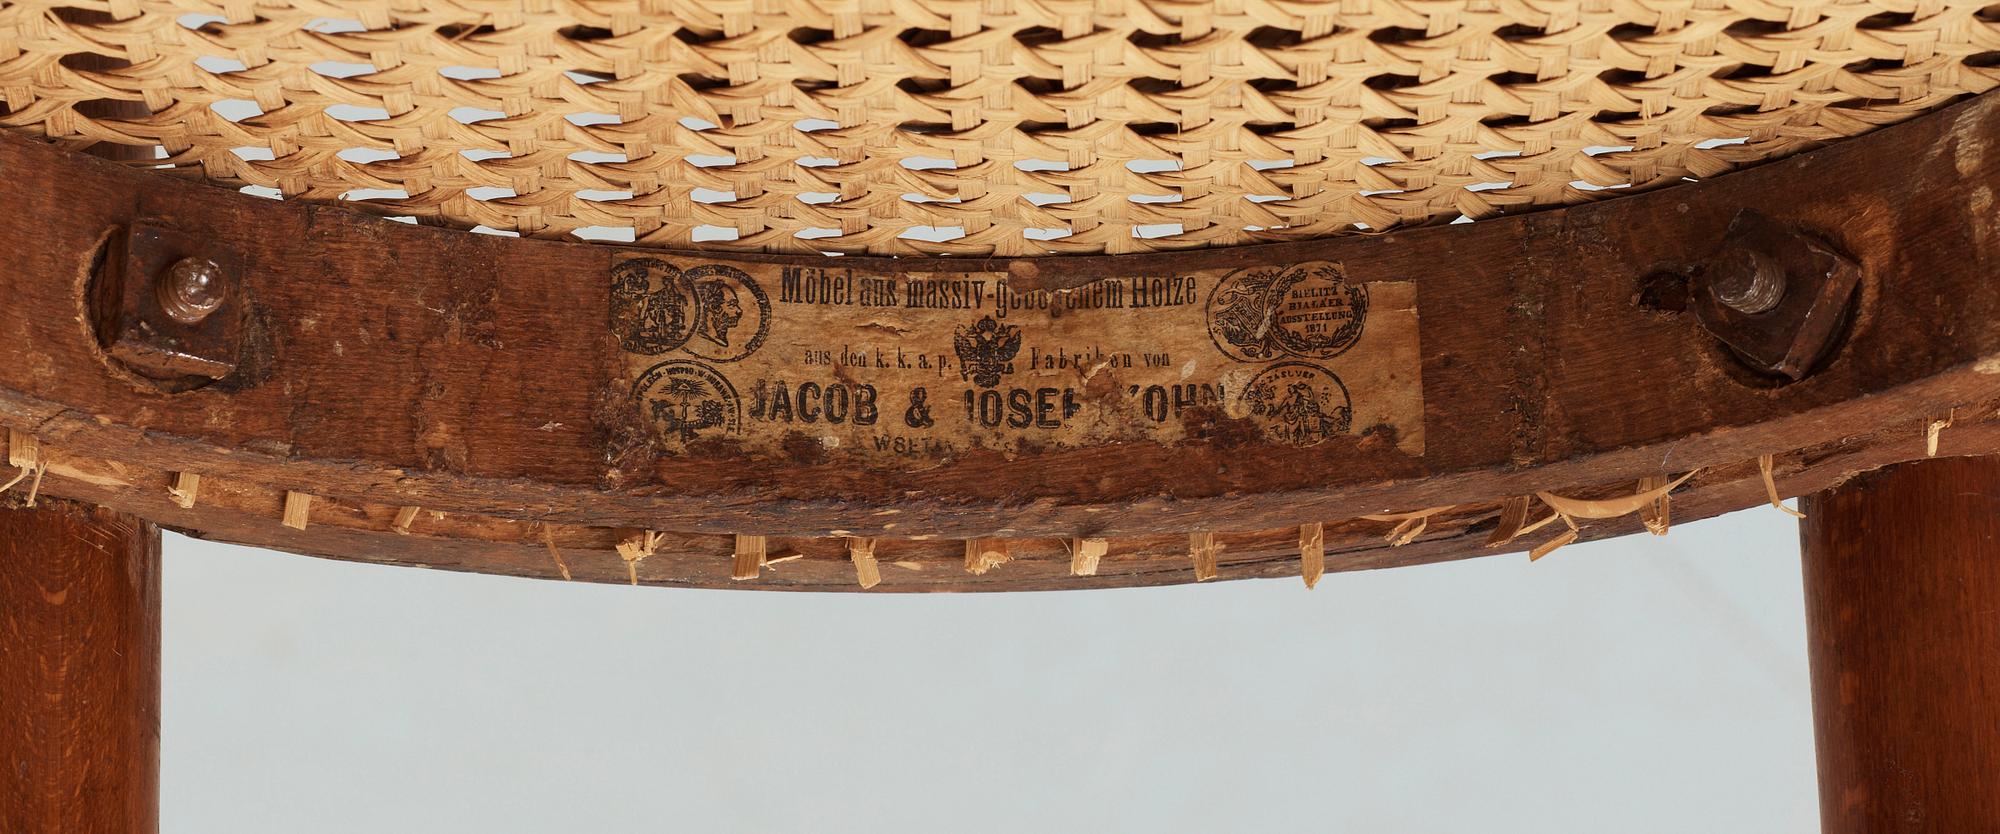 Möbel aus massiv-gebogenem Holze
aus den k. k. a. p. Fabriken von
JACOB & JOSEF KOHN
BIELITZ
BIALAER
AUSSTELLUNG
1871